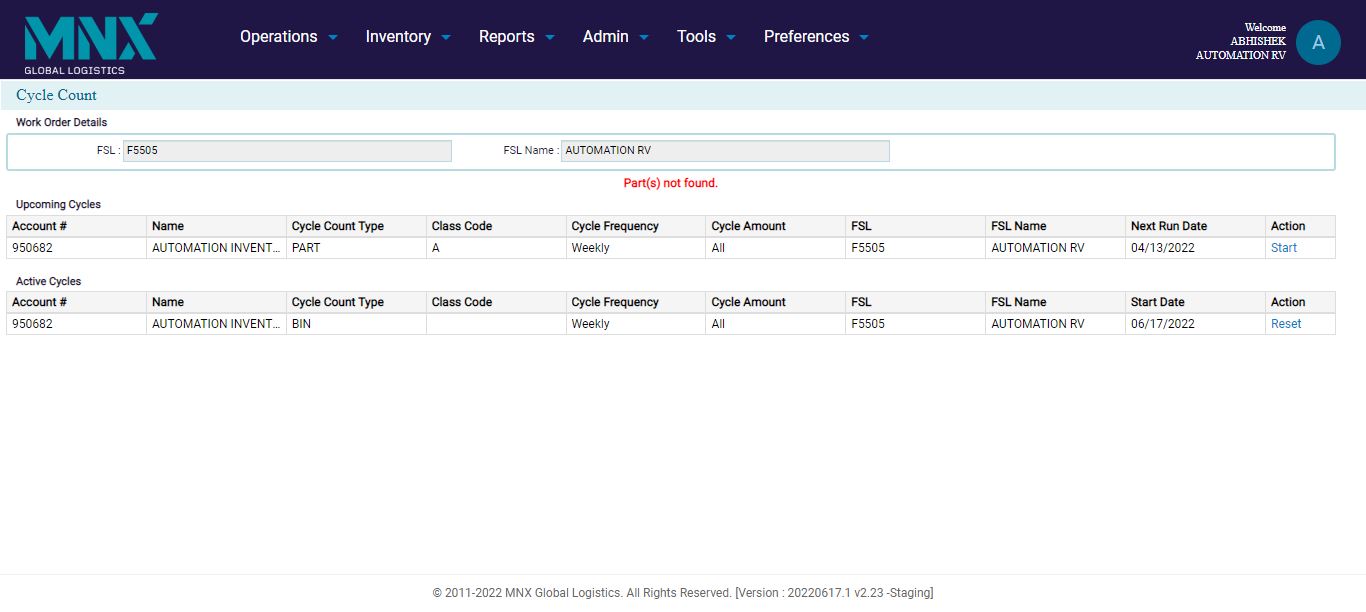 MNX
GLOBAL LOGISTICS
Operations Inventory Reports Admin Tools Preferences
Welcome
ABHISHEK
AUTOMATION RV
A
Cycle Count
Work Order Details
FSL : F5505 FSL Name : AUTOMATION RV
Part(s) not found.
Upcoming Cycles
Account # Name Cycle Count Type Class Code Cycle Frequency Cycle Amount FSL FSL Name Next Run Date Action
950682 AUTOMATION INVENT... PART A Weekly All F5505 AUTOMATION RV 04/13/2022 Start
Active Cycles
Account # Name Cycle Count Type Class Code Cycle Frequency Cycle Amount FSL FSL Name Start Date Action
950682 AUTOMATION INVENT... BIN Weekly All F5505 AUTOMATION RV 06/17/2022 Reset
© 2011-2022 MNX Global Logistics. All Rights Reserved. [Version : 20220617.1 v2.23 -Staging]